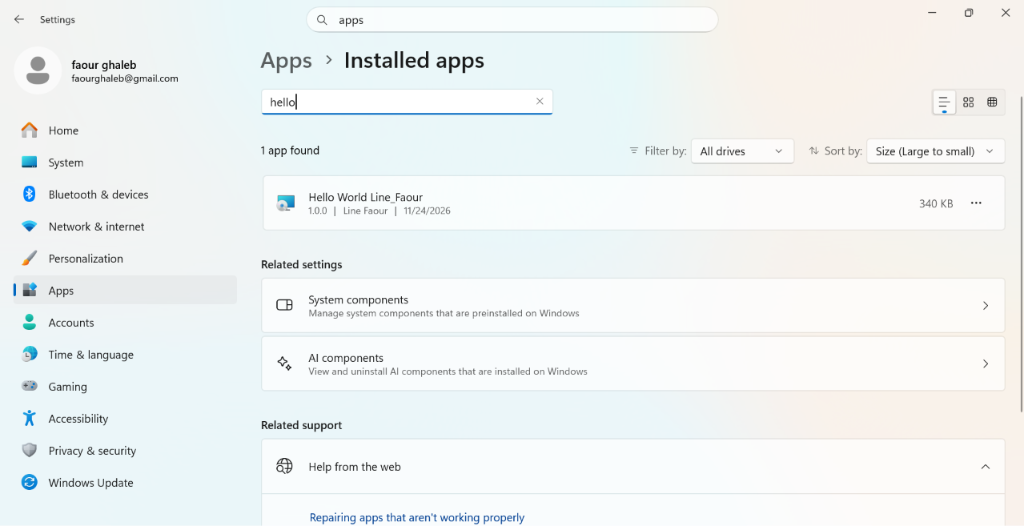 Settings
apps
faour ghaleb
faourghaleb@gmail.com
Home
System
Bluetooth & devices
Network & internet
Personalization
Apps
Accounts
Time & language
Gaming
Accessibility
Privacy & security
Windows Update
Apps > Installed apps
hello
1 app found
Filter by: All drives
Sort by: Size (Large to small)
Hello World Line_Faour
1.0.0 | Line Faour | 11/24/2026
340 KB
Related settings
System components
Manage system components that are preinstalled on Windows
AI components
View and uninstall AI components that are installed on Windows
Related support
Help from the web
Repairing apps that aren't working properly